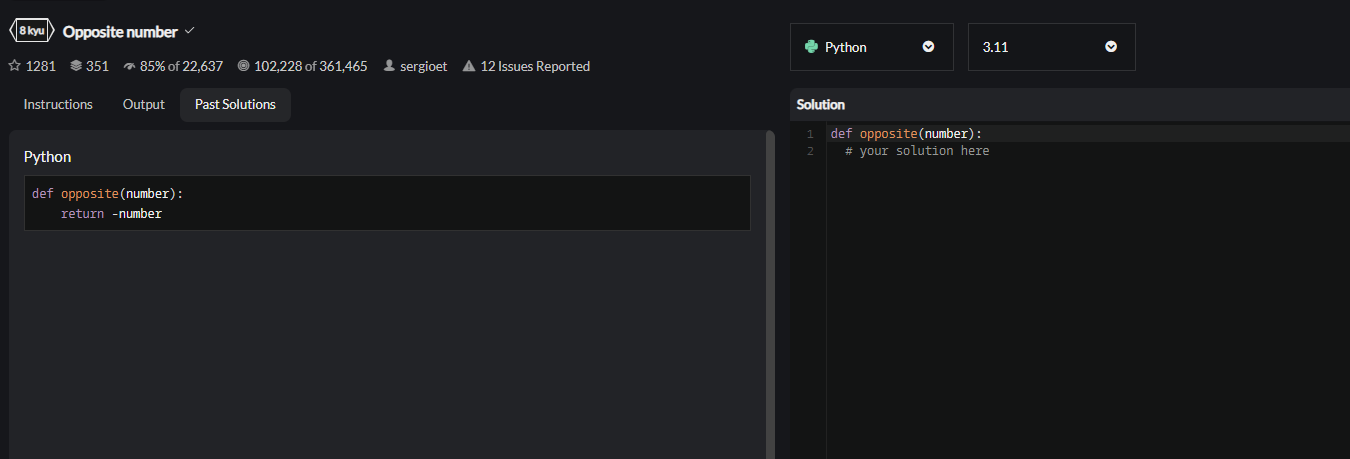 8 kyu Opposite number
1281 351 85% of 22,637 102,228 of 361,465 sergioet 12 Issues Reported
Instructions Output Past Solutions
Python
def opposite(number):
    return -number
Python 3.11
Solution
1 def opposite(number):
2   # your solution here